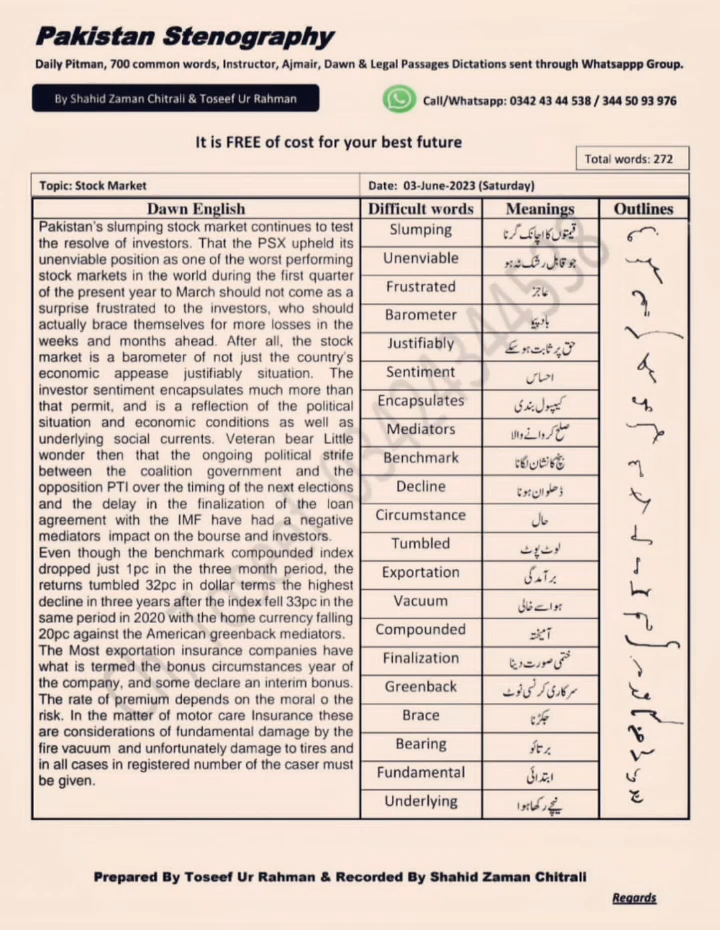 Pakistan Stenography
Daily Pitman, 700 common words, Instructor, Ajmair, Dawn & Legal Passages Dictations sent through Whatsappp Group.
By Shahid Zaman Chitrali & Toseef Ur Rahman
Call/Whatsapp: 0342 43 44 538 / 344 50 93 976
It is FREE of cost for your best future
Total words: 272
Topic: Stock Market
Date: 03-June-2023 (Saturday)
Dawn English
Difficult words
Meanings
Outlines
Pakistan's slumping stock market continues to test
the resolve of investors. That the PSX upheld its
unenviable position as one of the worst performing
stock markets in the world during the first quarter
of the present year to March should not come as a
surprise frustrated to the investors, who should
actually brace themselves for more losses in the
weeks and months ahead. After all, the stock
market is a barometer of not just the country's
economic appease justifiably situation. The
investor sentiment encapsulates much more than
that permit, and is a reflection of the political
situation and economic conditions as well as
underlying social currents. Veteran bear Little
wonder then that the ongoing political strife
between the coalition government and the
opposition PTI over the timing of the next elections
and the delay in the finalization of the loan
agreement with the IMF have had a negative
mediators impact on the bourse and investors.
Even though the benchmark compounded index
dropped just 1pc in the three month period, the
returns tumbled 32pc in dollar terms the highest
decline in three years after the index fell 33pc in the
same period in 2020 with the home currency falling
20pc against the American greenback mediators.
The Most exportation insurance companies have
what is termed the bonus circumstances year of
the company, and some declare an interim bonus.
The rate of premium depends on the moral o the
risk. In the matter of motor care Insurance these
are considerations of fundamental damage by the
fire vacuum and unfortunately damage to tires and
in all cases in registered number of the caser must
be given.
Slumping قیمتوں کا اچانک گرنا
Unenviable جو قابل رشک نہ ہو
Frustrated عاجز
Barometer باد پیما
Justifiably حق پر ثابت ہو سکے
Sentiment احساس
Encapsulates کیپسول بندی
Mediators صلح کروانے والا
Benchmark پنچ کا نشان لگانا
Decline ڈھلوان ہونا
Circumstance حال
Tumbled لوٹ پوٹ
Exportation برآمدگی
Vacuum ہوا سے خالی
Compounded آمیختہ
Finalization ختمی صورت دینا
Greenback سرکاری کرنسی نوٹ
Brace جکڑنا
Bearing برتائو
Fundamental ابتدائی
Underlying نیچے رکھا ہوا
Prepared By Toseef Ur Rahman & Recorded By Shahid Zaman Chitrali
Regards